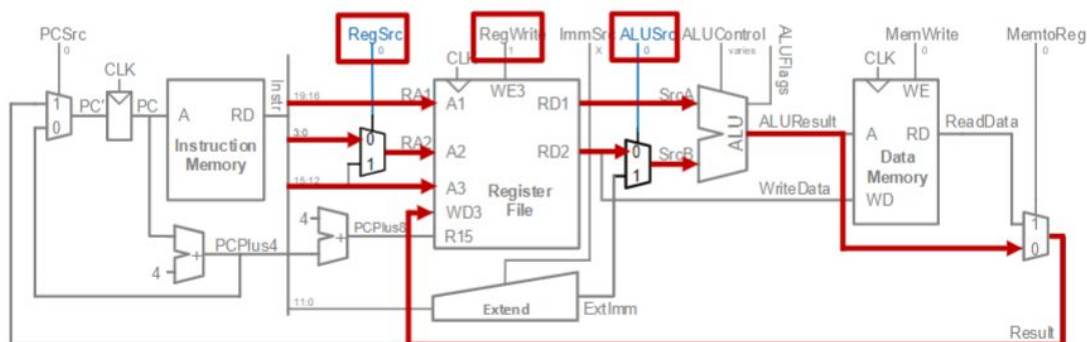 PCSrc
0
RegSrc
0
RegWrite
1
ImmSrc
X
ALUSrc
0
ALUControl
varies
ALUFlags
MemWrite
0
MemtoReg
0
CLK
CLK
CLK
1
0
PC'
PC
A
RD
Instruction
Memory
Instr
19:16
3:0
15:12
11:0
0
1
RA1
RA2
A1
A2
A3
WD3
R15
WE3
RD1
RD2
Register
File
0
1
SrcA
SrcB
ALU
ALUResult
WriteData
A
RD
Data
Memory
WD
WE
ReadData
1
0
4
+
PCPlus4
4
+
PCPlus8
Extend
ExtImm
Result